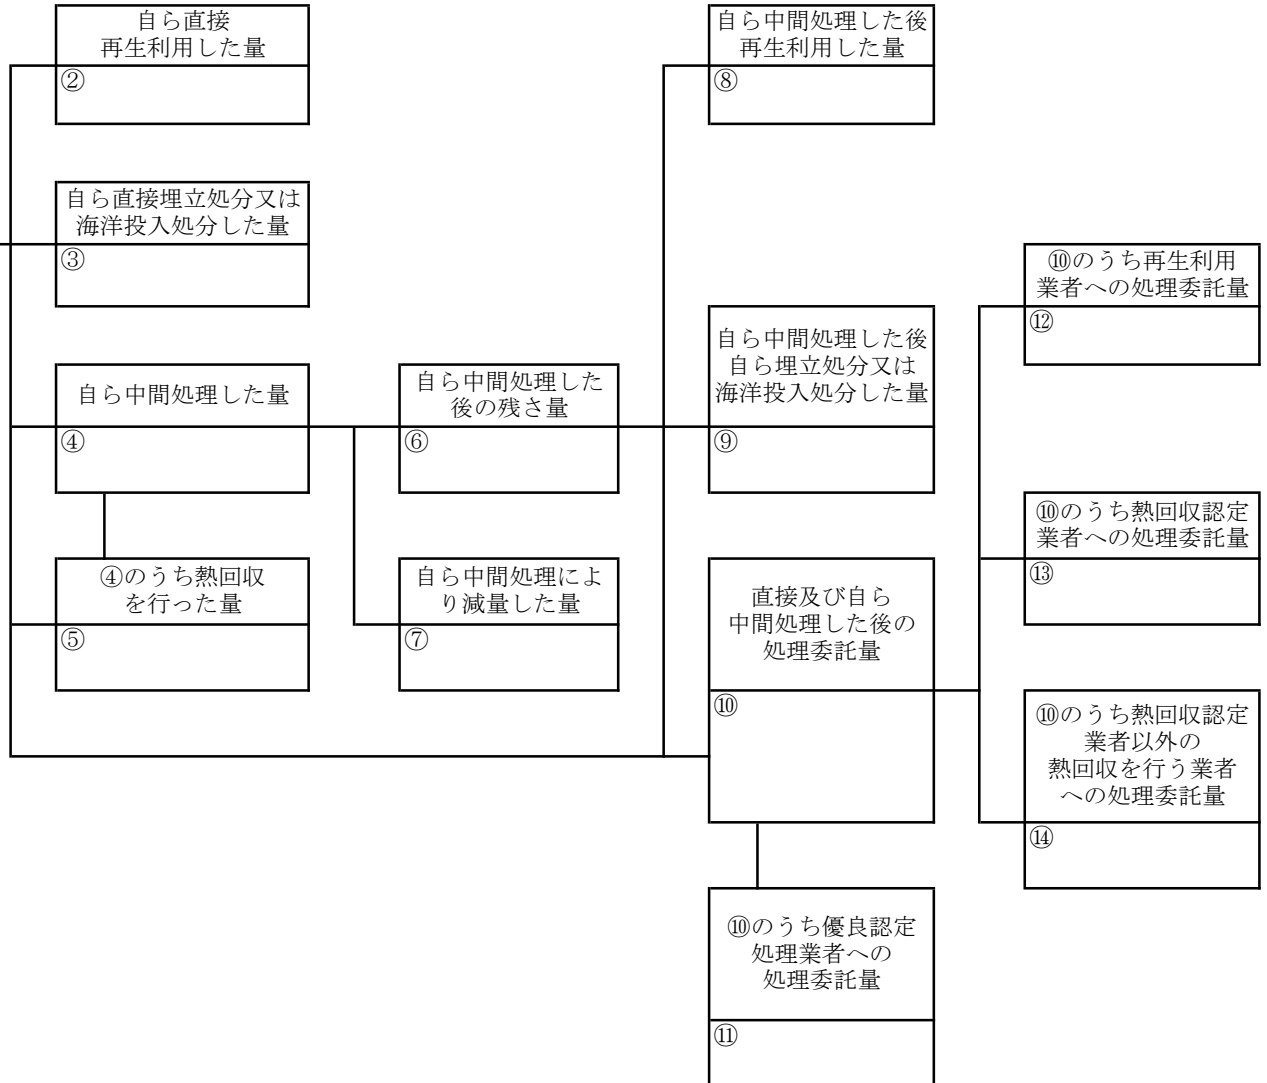 自ら直接
再生利用した量
②
自ら直接埋立処分又は
海洋投入処分した量
③
自ら中間処理した量
④
④のうち熱回収
を行った量
⑤
自ら中間処理した
後の残さ量
⑥
自ら中間処理によ
り減量した量
⑦
自ら中間処理した後
再生利用した量
⑧
自ら中間処理した後
自ら埋立処分又は
海洋投入処分した量
⑨
直接及び自ら
中間処理した後の
処理委託量
⑩
⑩のうち優良認定
処理業者への
処理委託量
⑪
⑩のうち再生利用
業者への処理委託量
⑫
⑩のうち熱回収認定
業者への処理委託量
⑬
⑩のうち熱回収認定
業者以外の
熱回収を行う業者
への処理委託量
⑭